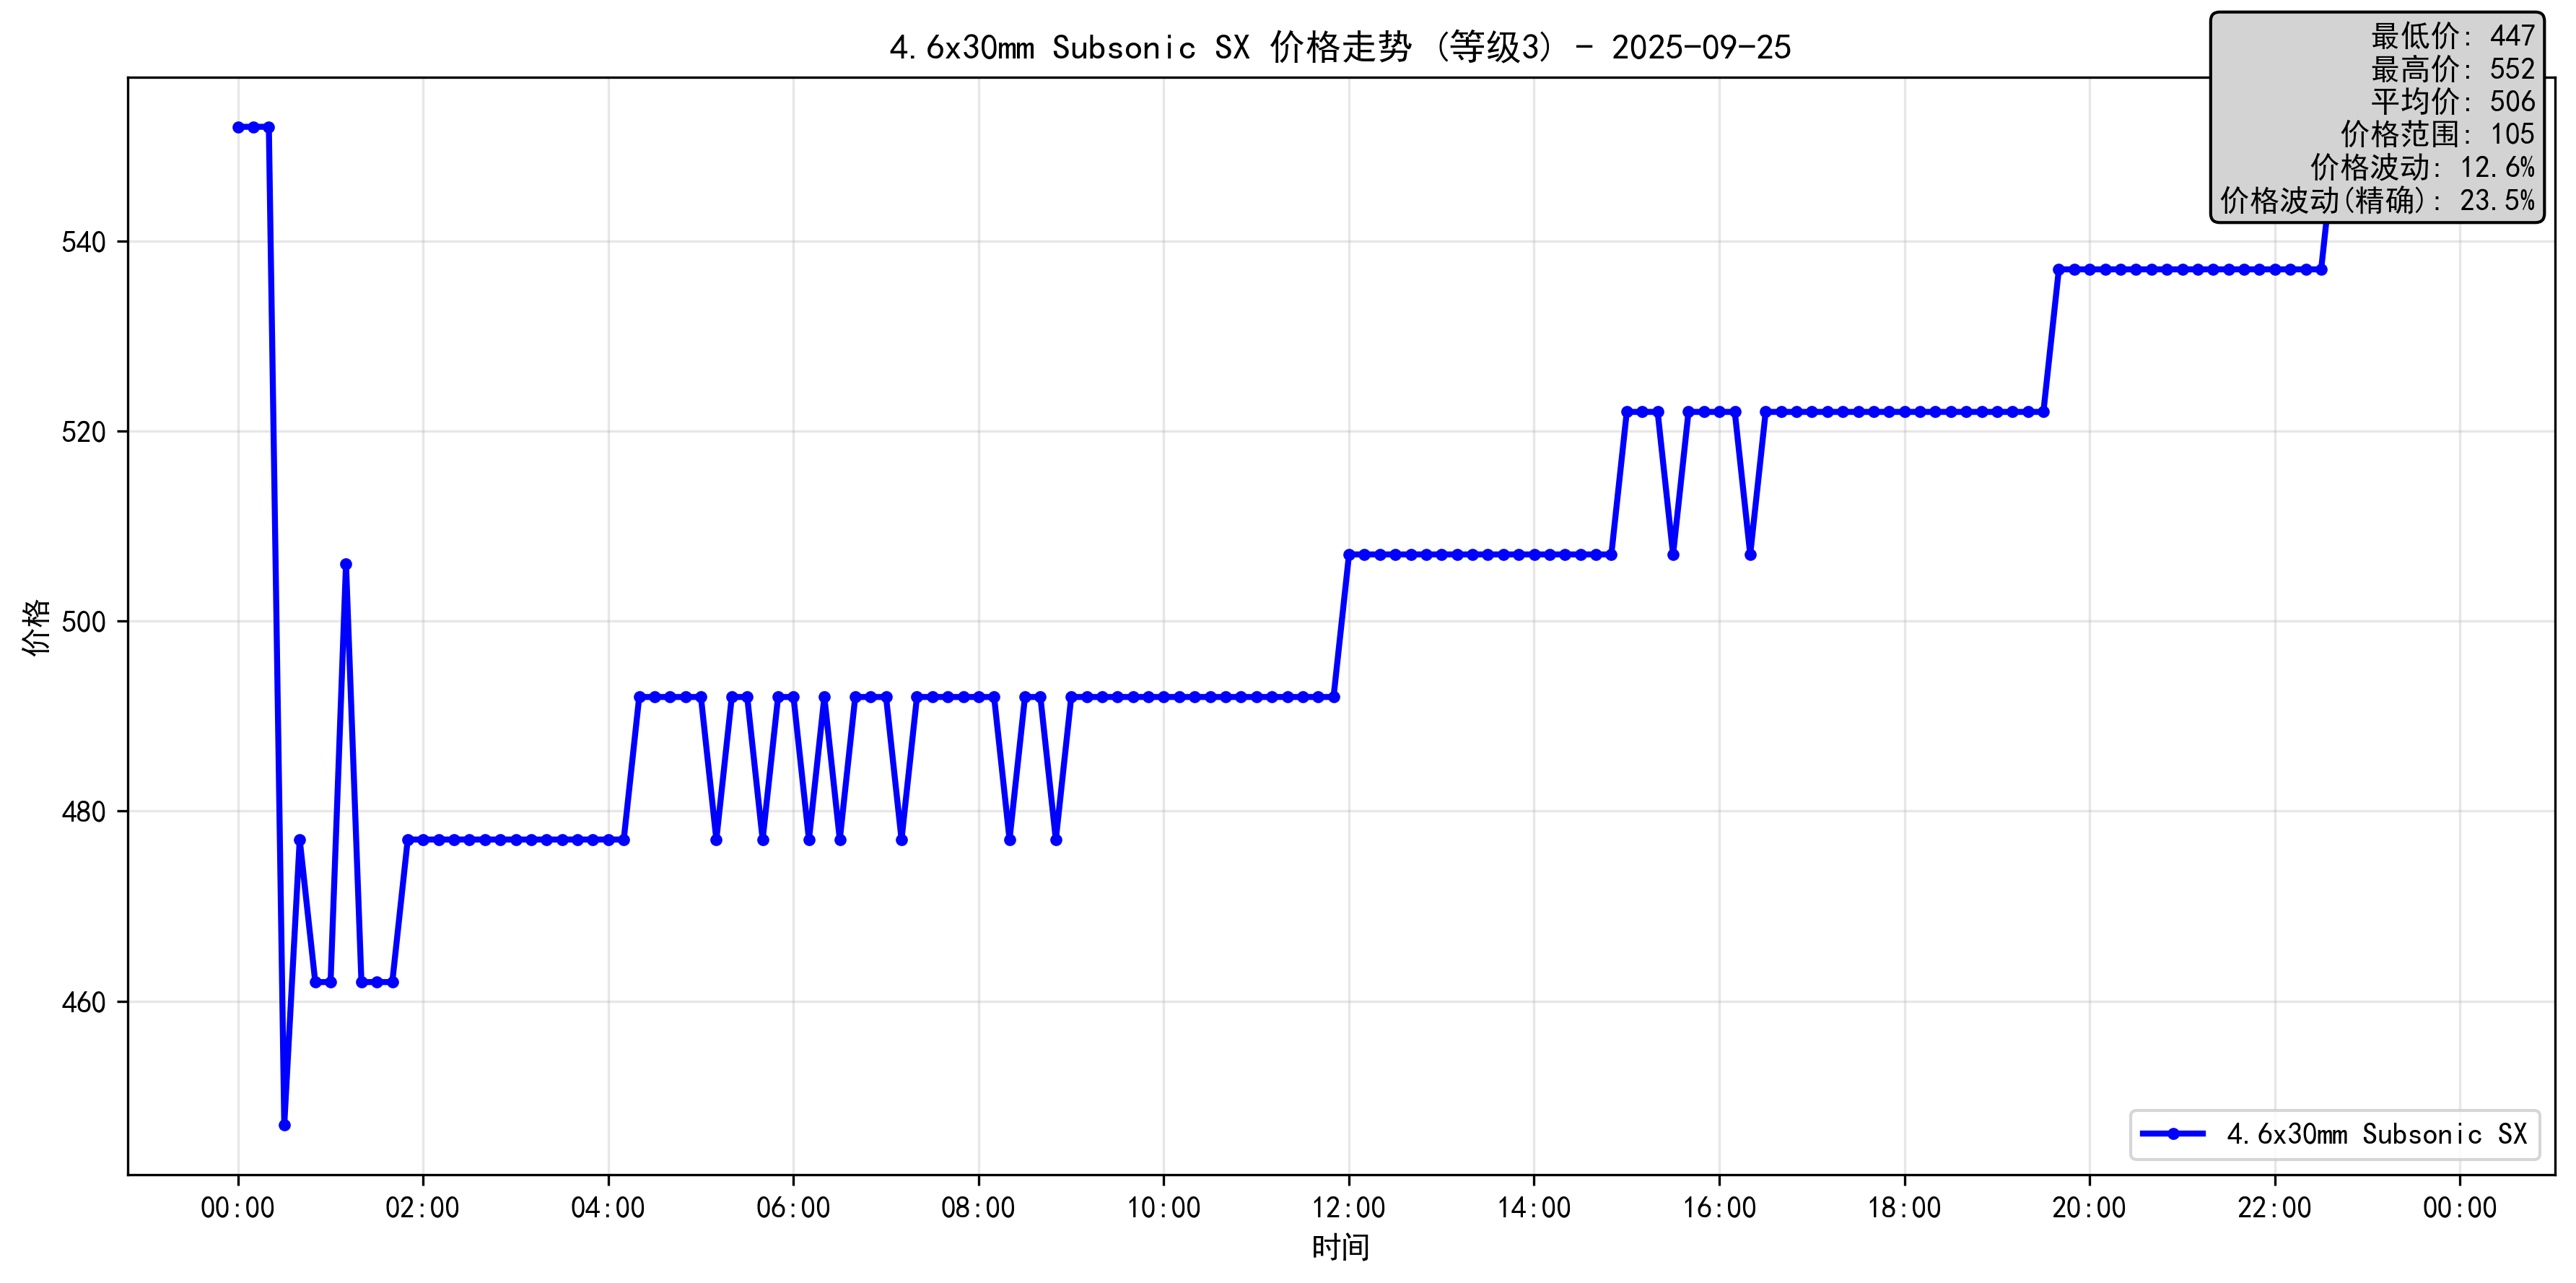 4.6x30mm Subsonic SX 价格走势 (等级3) - 2025-09-25
最低价: 447
最高价: 552
平均价: 506
价格范围: 105
价格波动: 12.6%
价格波动(精确): 23.5%
价格
540
520
500
480
460
4.6x30mm Subsonic SX
00:00 02:00 04:00 06:00 08:00 10:00 12:00 14:00 16:00 18:00 20:00 22:00 00:00
时间